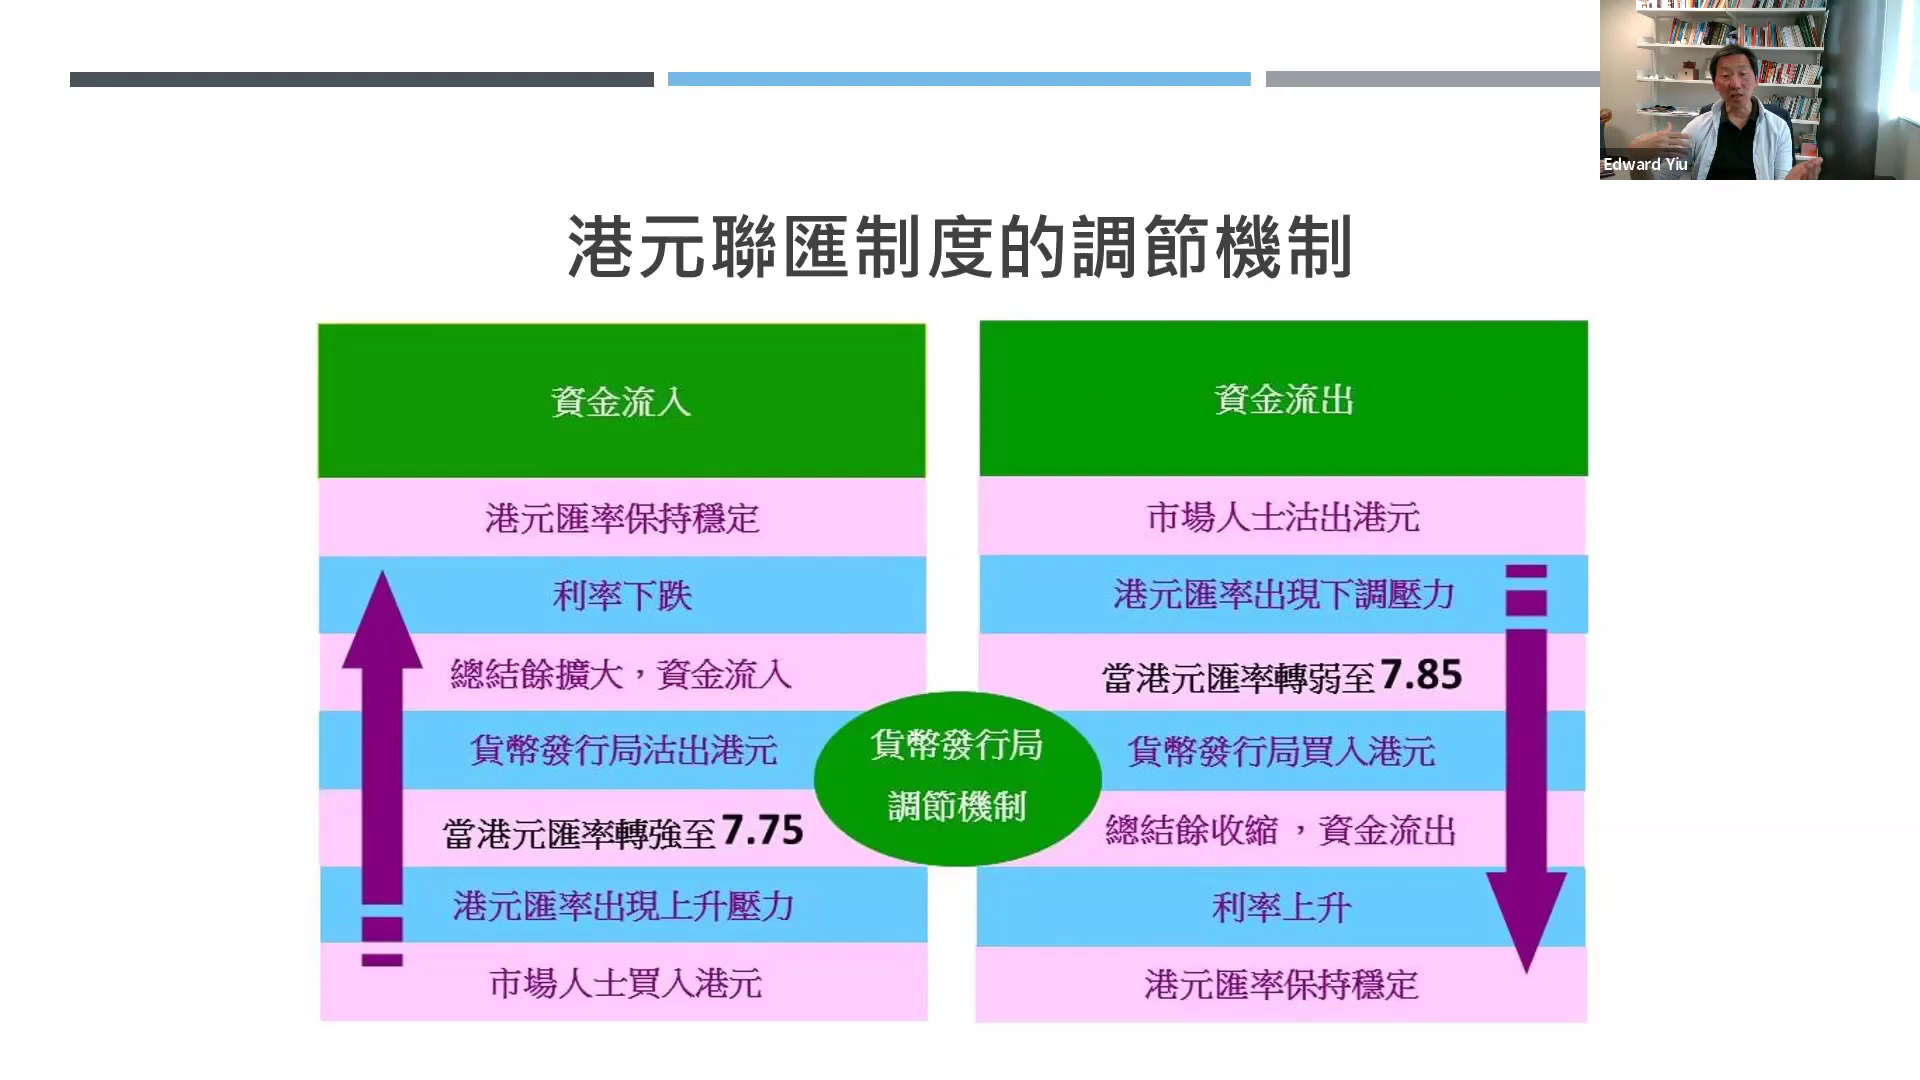 Edward Yiu
港元聯匯制度的調節機制
資金流入
港元匯率保持穩定
利率下跌
總結餘擴大，資金流入
貨幣發行局沽出港元
當港元匯率轉強至7.75
港元匯率出現上升壓力
市場人士買入港元
貨幣發行局
調節機制
資金流出
市場人士沽出港元
港元匯率出現下調壓力
當港元匯率轉弱至7.85
貨幣發行局買入港元
總結餘收縮，資金流出
利率上升
港元匯率保持穩定